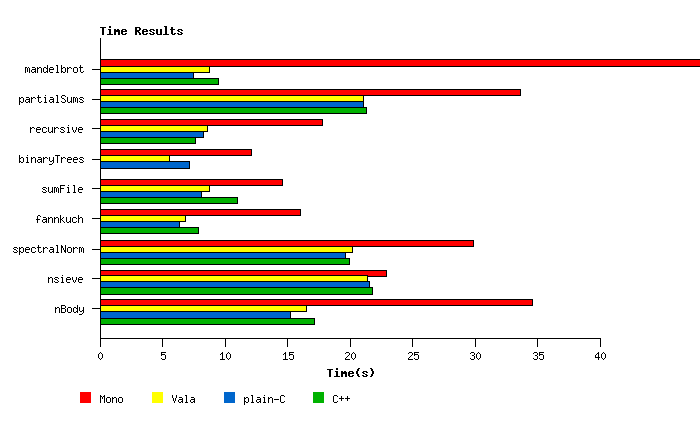 Time Results
mandelbrot
partialSums
recursive
binaryTrees
sumFile
fannkuch
spectralNorm
nsieve
nBody
0 5 10 15 20 25 30 35 40
Time(s)
Mono Vala plain-C C++